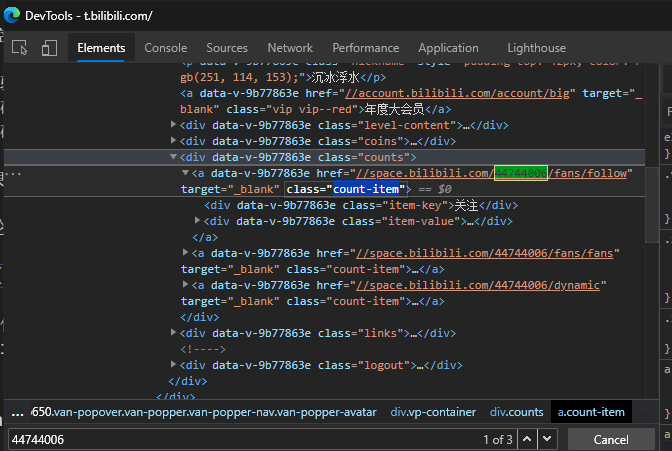 DevTools - t.bilibili.com/
Elements Console Sources Network Performance Application Lighthouse
gb(251, 114, 153);">沉冰浮水</p>
<a data-v-9b77863e href="//account.bilibili.com/account/big" target="_
blank" class="vip vip--red">年度大会员</a>
<div data-v-9b77863e class="level-content">…</div>
<div data-v-9b77863e class="coins">…</div>
<div data-v-9b77863e class="counts">
<a data-v-9b77863e href="//space.bilibili.com/44744006/fans/follow"
target="_blank" class="count-item"> == $0
<div data-v-9b77863e class="item-key">关注</div>
<div data-v-9b77863e class="item-value">…</div>
</a>
<a data-v-9b77863e href="//space.bilibili.com/44744006/fans/fans"
target="_blank" class="count-item">…</a>
<a data-v-9b77863e href="//space.bilibili.com/44744006/dynamic"
target="_blank" class="count-item">…</a>
</div>
<div data-v-9b77863e class="links">…</div>
<!---->
<div data-v-9b77863e class="logout">…</div>
</div>
</div>
… 650.van-popover.van-popper.van-popper-nav.van-popper-avatar div.vp-container div.counts a.count-item …
44744006 1 of 3 Cancel